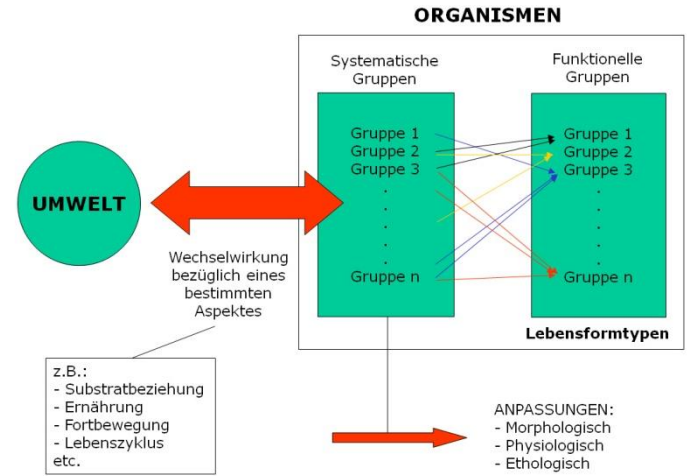 ORGANISMEN
Systematische
Gruppen
Funktionelle
Gruppen
Gruppe 1
Gruppe 2
Gruppe 3
.
.
.
.
.
Gruppe n
Gruppe 1
Gruppe 2
Gruppe 3
.
.
.
.
.
Gruppe n
Lebensformtypen
UMWELT
Wechselwirkung
bezüglich eines
bestimmten
Aspektes
z.B.:
- Substratbeziehung
- Ernährung
- Fortbewegung
- Lebenszyklus
etc.
ANPASSUNGEN:
- Morphologisch
- Physiologisch
- Ethologisch